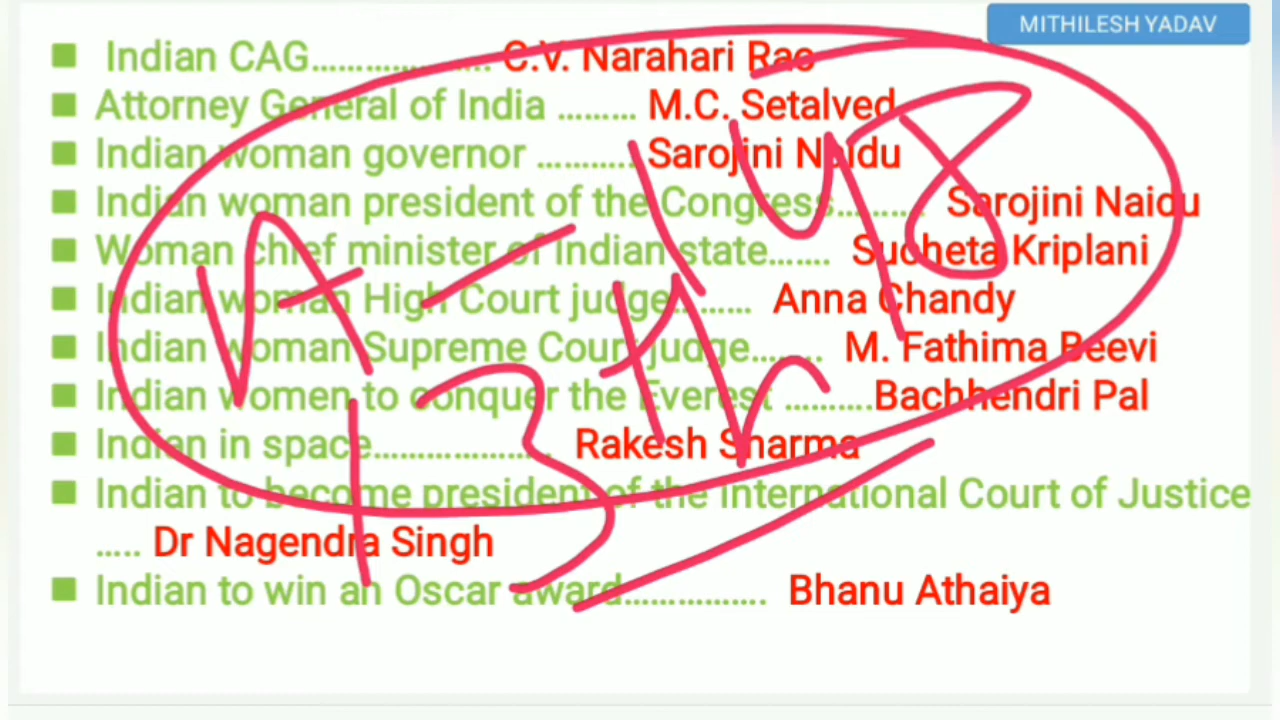 MITHILESH YADAV
Indian CAG.................... C.V. Narahari Rao
Attorney General of India ......... M.C. Setalved
Indian woman governor ........... Sarojini Naidu
Indian woman president of the Congress......... Sarojini Naidu
Woman chief minister of Indian state....... Sucheta Kriplani
Indian woman High Court judge......... Anna Chandy
Indian woman Supreme Court judge........ M. Fathima Beevi
Indian women to conquer the Everest ..........Bachhendri Pal
Indian in space.................... Rakesh Sharma
Indian to become president of the International Court of Justice
..... Dr Nagendra Singh
Indian to win an Oscar award................ Bhanu Athaiya